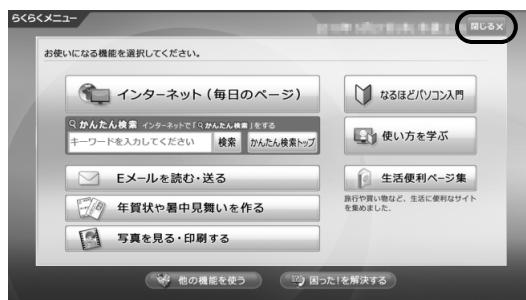 らくらくメニュー
閉じる×
お使いになる機能を選択してください。
インターネット(毎日のページ)
かんたん検索 インターネットで「かんたん検索」をする
キーワードを入力してください 検索 かんたん検索トップ
Eメールを読む・送る
年賀状や暑中見舞いを作る
写真を見る・印刷する
なるほどパソコン入門
使い方を学ぶ
生活便利ページ集
旅行や買い物など、生活に便利なサイト
を集めました。
他の機能を使う
困った!を解決する